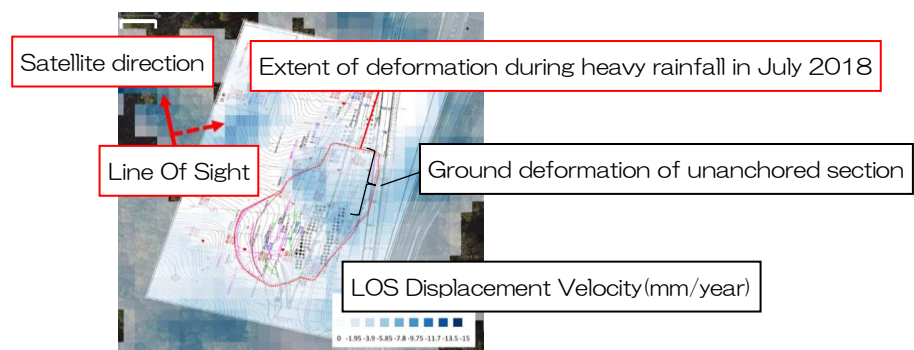 Satellite direction
Extent of deformation during heavy rainfall in July 2018
Line Of Sight
Ground deformation of unanchored section
LOS Displacement Velocity(mm/year)
0 -1.95 -3.9 -5.85 -7.8 -9.75 -11.7 -13.5 -15